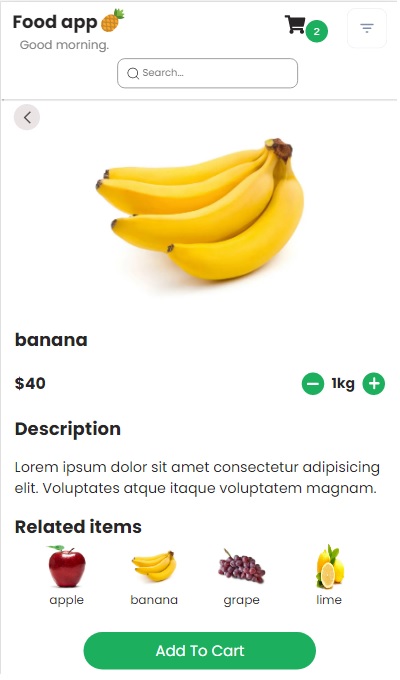 Food app🍍
2
Good morning.
Search...
banana
$40
1kg
Description
Lorem ipsum dolor sit amet consectetur adipisicing
elit. Voluptates atque itaque voluptatem magnam.
Related items
apple banana grape lime
Add To Cart